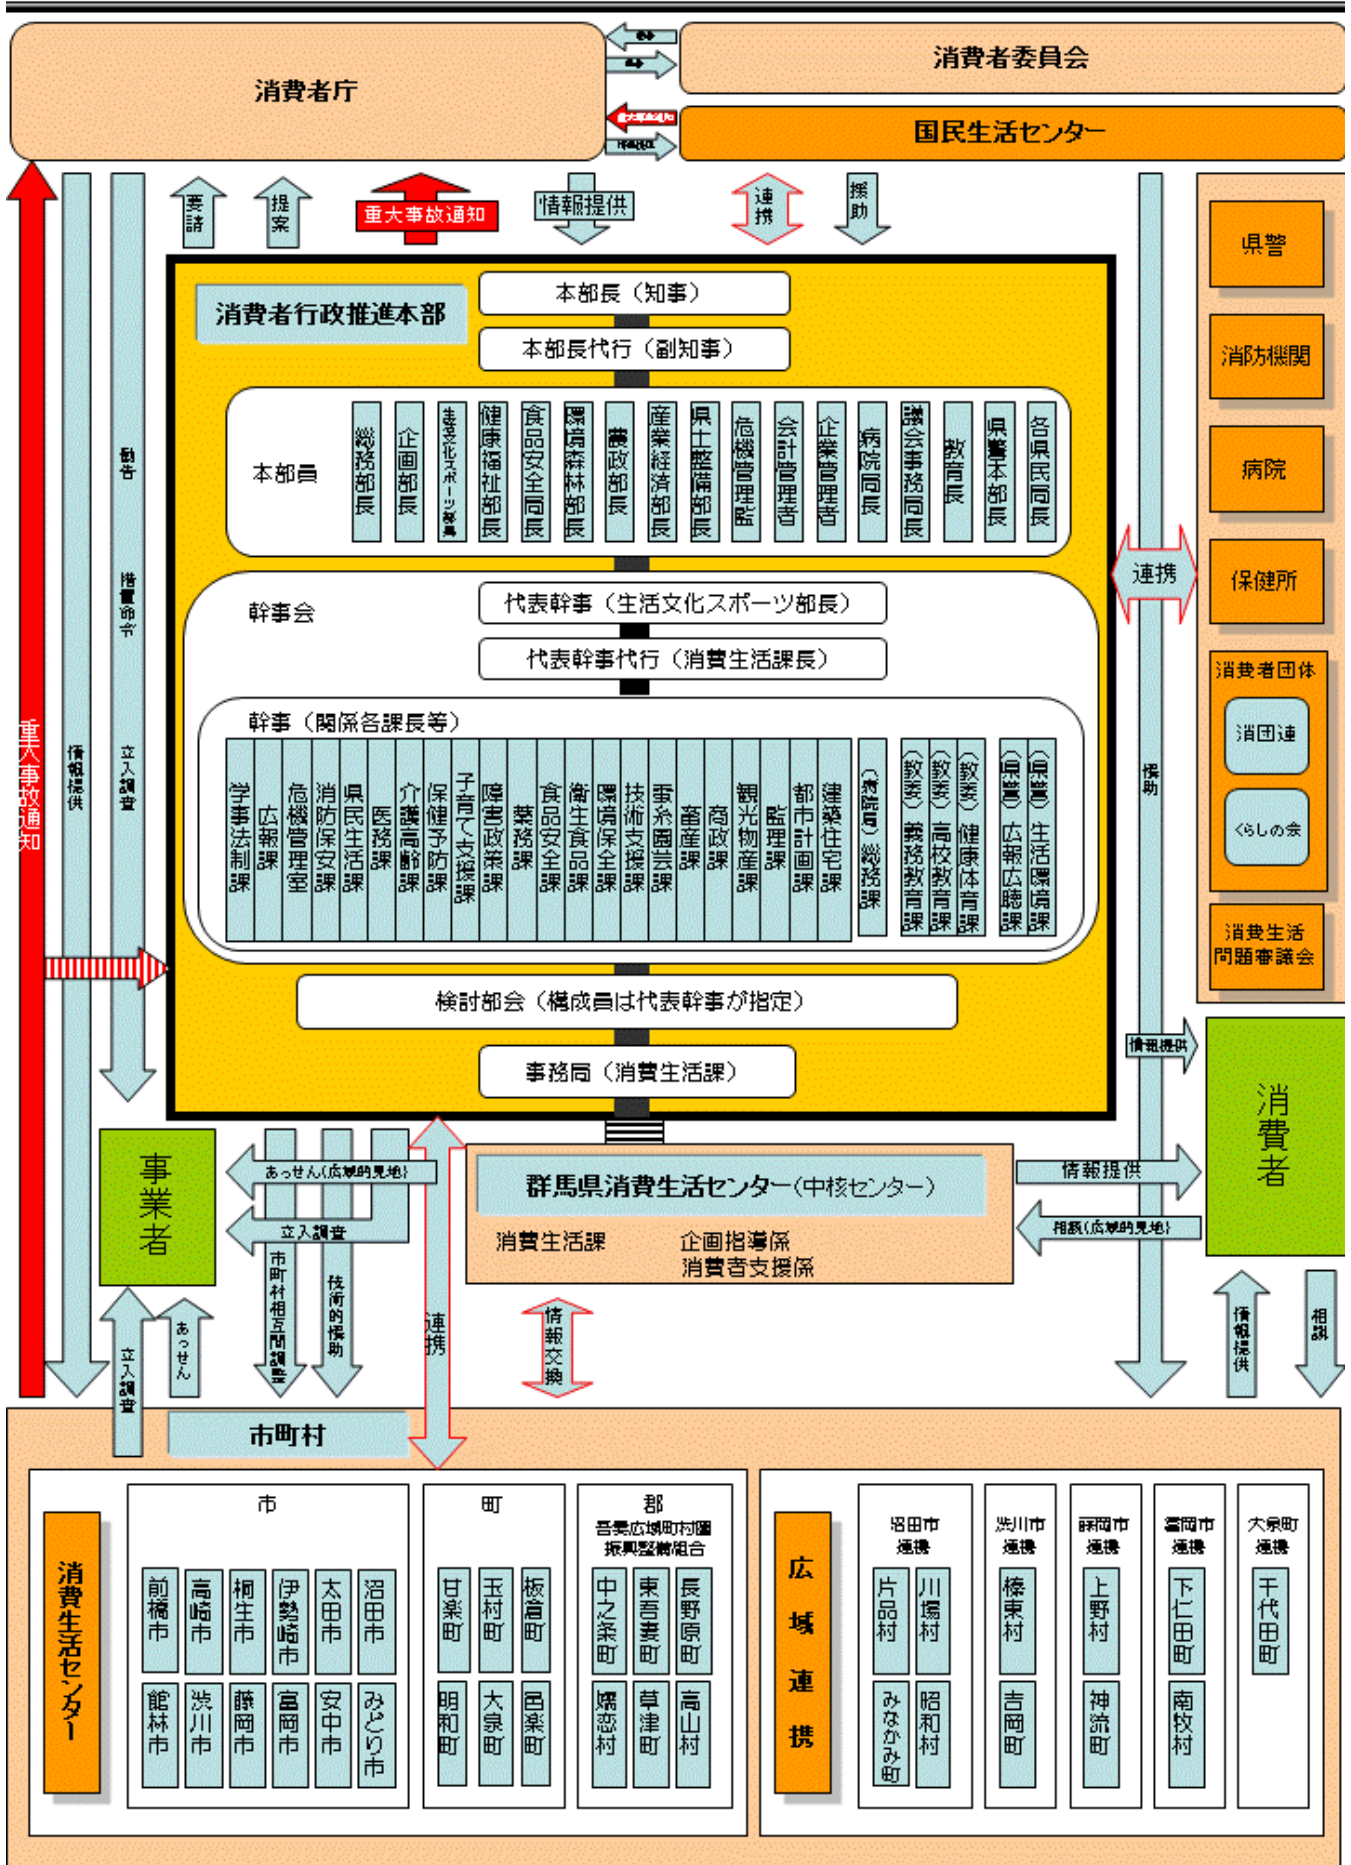 消費者庁
消費者委員会
国民生活センター
要請
提案
重大事故通知
情報提供
連携
援助
県警
消防機関
病院
保健所
消費者団体
消団連
くらしの会
消費生活
問題審議会
連携
消費者行政推進本部
本部長（知事）
本部長代行（副知事）
本部員
総務部長
企画部長
生活文化スポーツ部長
健康福祉部長
食品安全局長
環境森林部長
農政部長
産業経済部長
県土整備部長
危機管理監
会計管理者
企業管理者
病院局長
議会事務局長
教育長
県警本部長
各県民局長
幹事会
代表幹事（生活文化スポーツ部長）
代表幹事代行（消費生活課長）
幹事（関係各課長等）
学事法制課
広報課
危機管理室
消防保安課
県民生活課
医務課
介護高齢課
保健予防課
子育て支援課
障害政策課
薬務課
食品安全課
衛生食品課
環境保全課
技術支援課
蚕糸園芸課
畜産課
商政課
観光物産課
監理課
都市計画課
建築住宅課
（病院局）総務課
（教委）義務教育課
（教委）高校教育課
（教委）健康体育課
（県警）広報広聴課
（県警）生活環境課
検討部会（構成員は代表幹事が指定）
事務局（消費生活課）
重大事故通知
情報提供
勧告
措置命令
立入調査
援助
情報提供
消費者
事業者
あっせん(広域的見地)
立入調査
市町村相互間調整
技術的援助
連携
群馬県消費生活センター(中核センター)
消費生活課
企画指導係
消費者支援係
情報提供
相談(広域的見地)
情報交換
立入調査
あっせん
情報提供
相談
市町村
消費生活センター
市
前橋市
高崎市
桐生市
伊勢崎市
太田市
沼田市
館林市
渋川市
藤岡市
富岡市
安中市
みどり市
町
甘楽町
玉村町
板倉町
明和町
大泉町
邑楽町
郡
吾妻広域町村圏
振興整備組合
中之条町
東吾妻町
長野原町
嬬恋村
草津町
高山村
広域連携
沼田市
連携
片品村
川場村
みなかみ町
昭和村
渋川市
連携
榛東村
吉岡町
藤岡市
連携
上野村
神流町
富岡市
連携
下仁田町
南牧村
大泉町
連携
千代田町